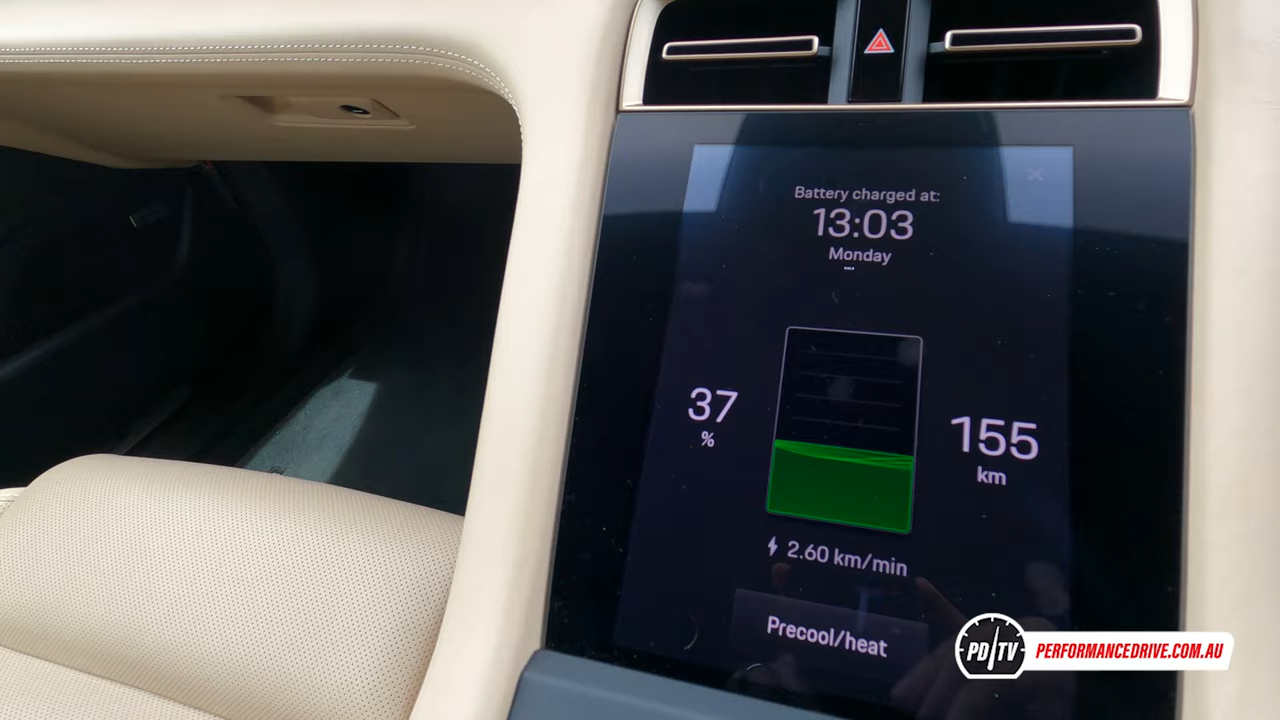 Battery charged at:
13:03
Monday
37
%
155
km
2.60 km/min
Precool/heat
PD TV
PERFORMANCEDRIVE.COM.AU